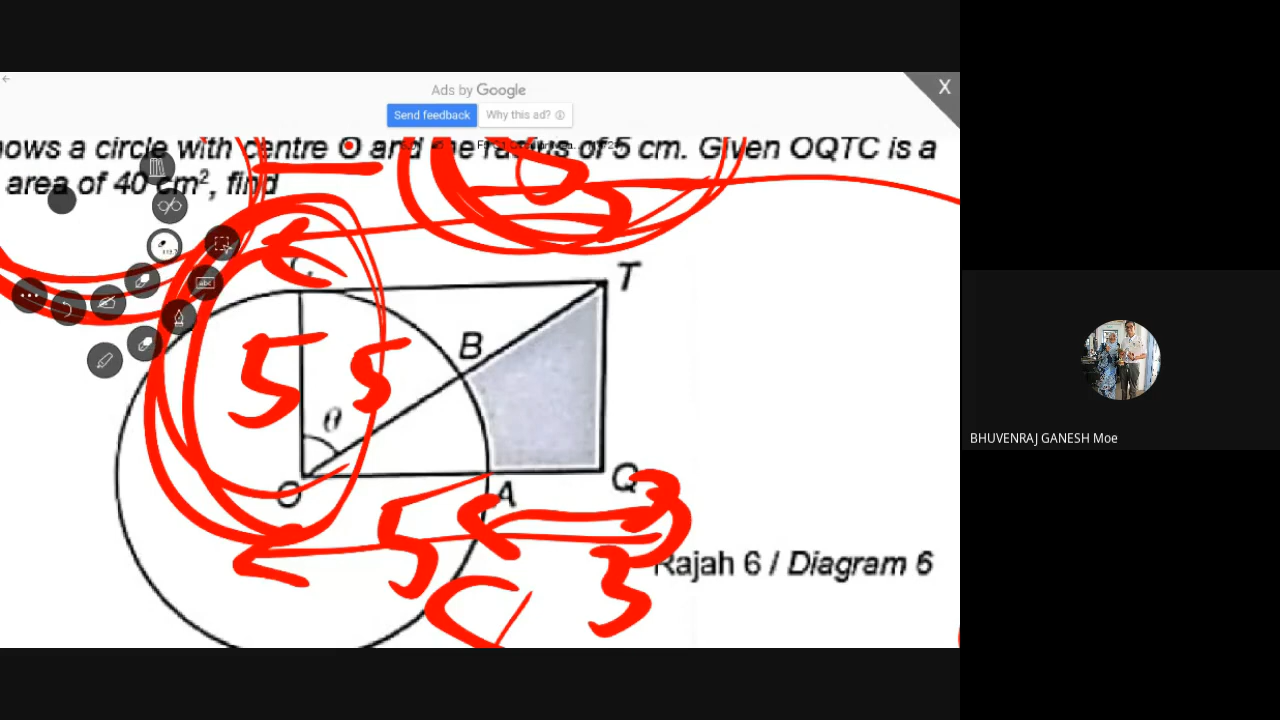 Ads by Google
X
Send feedback
Why this ad?
ows a circle with centre O and the radius of 5 cm. Given OQTC is a
area of 40 cm², find
C
T
B
5 5
θ
O
A
Q
5
3
Rajah 6 / Diagram 6
BHUVENRAJ GANESH Moe